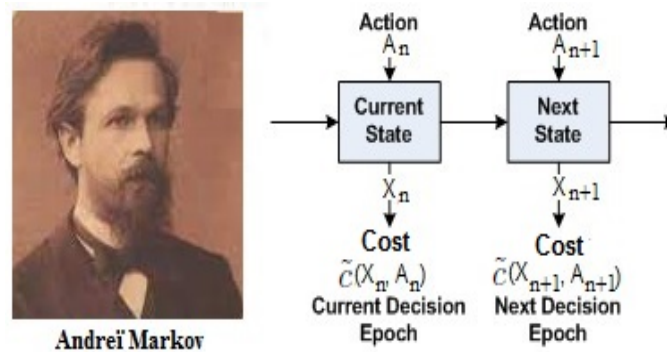 Andreï Markov
Action
Aₙ
Current
State
Xₙ
Cost
c̃(Xₙ, Aₙ)
Current Decision
Epoch
Action
Aₙ₊₁
Next
State
Xₙ₊₁
Cost
c̃(Xₙ₊₁, Aₙ₊₁)
Next Decision
Epoch